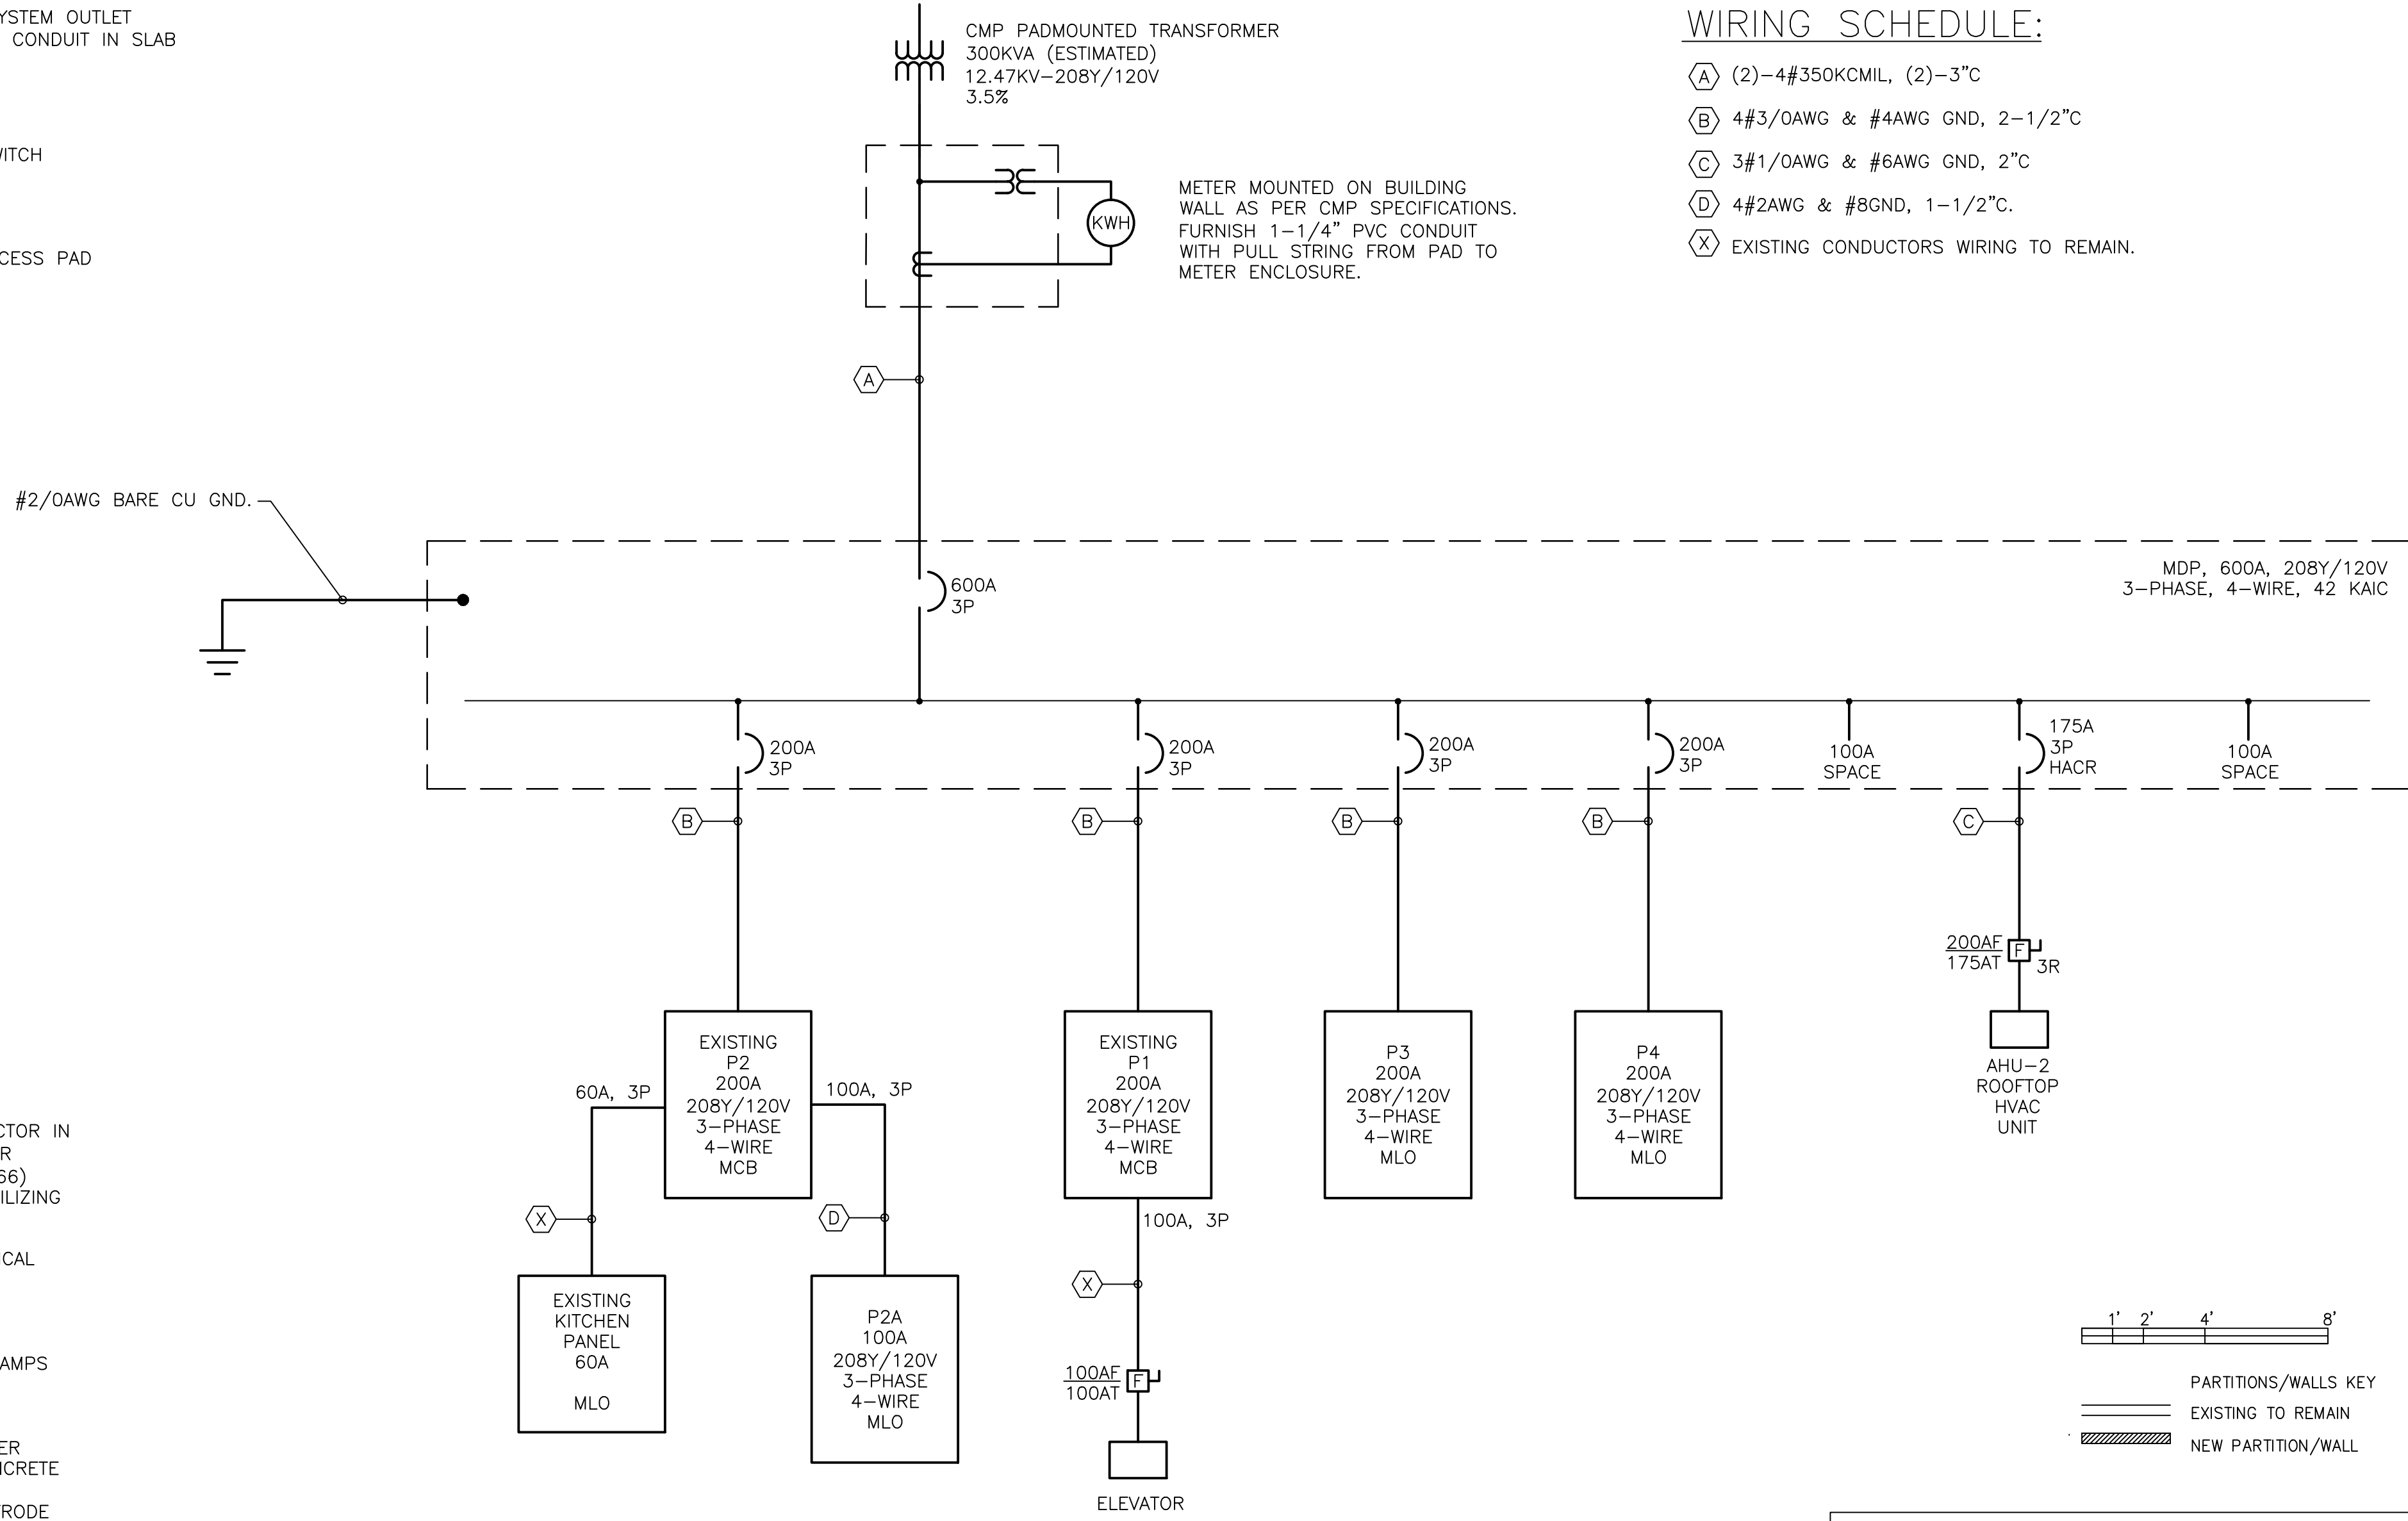 YSTEM OUTLET
CONDUIT IN SLAB
CESS PAD
CMP PADMOUNTED TRANSFORMER
300KVA (ESTIMATED)
12.47KV-208Y/120V
3.5%
KWH
METER MOUNTED ON BUILDING
WALL AS PER CMP SPECIFICATIONS.
FURNISH 1-1/4" PVC CONDUIT
WITH PULL STRING FROM PAD TO
METER ENCLOSURE.
WIRING SCHEDULE:
A (2)-4#350KCMIL, (2)-3"C
B 4#3/0AWG & #4AWG GND, 2-1/2"C
C 3#1/0AWG & #6AWG GND, 2"C
D 4#2AWG & #8GND, 1-1/2"C.
X EXISTING CONDUCTORS WIRING TO REMAIN.
A
#2/0AWG BARE CU GND.
600A
3P
MDP, 600A, 208Y/120V
3-PHASE, 4-WIRE, 42 KAIC
200A
3P
200A
3P
200A
3P
200A
3P
100A
SPACE
175A
3P
HACR
100A
SPACE
B
B
B
B
C
200AF
175AT
F
3R
EXISTING
P2
200A
208Y/120V
3-PHASE
4-WIRE
MCB
60A, 3P
100A, 3P
EXISTING
P1
200A
208Y/120V
3-PHASE
4-WIRE
MCB
P3
200A
208Y/120V
3-PHASE
4-WIRE
MLO
P4
200A
208Y/120V
3-PHASE
4-WIRE
MLO
AHU-2
ROOFTOP
HVAC
UNIT
X
D
100A, 3P
X
EXISTING
KITCHEN
PANEL
60A
MLO
P2A
100A
208Y/120V
3-PHASE
4-WIRE
MLO
100AF
100AT
F
ELEVATOR
CTOR IN
R
66)
ILIZING
ICAL
AMPS
ER
NCRETE
TRODE
1' 2' 4' 8'
PARTITIONS/WALLS KEY
EXISTING TO REMAIN
NEW PARTITION/WALL